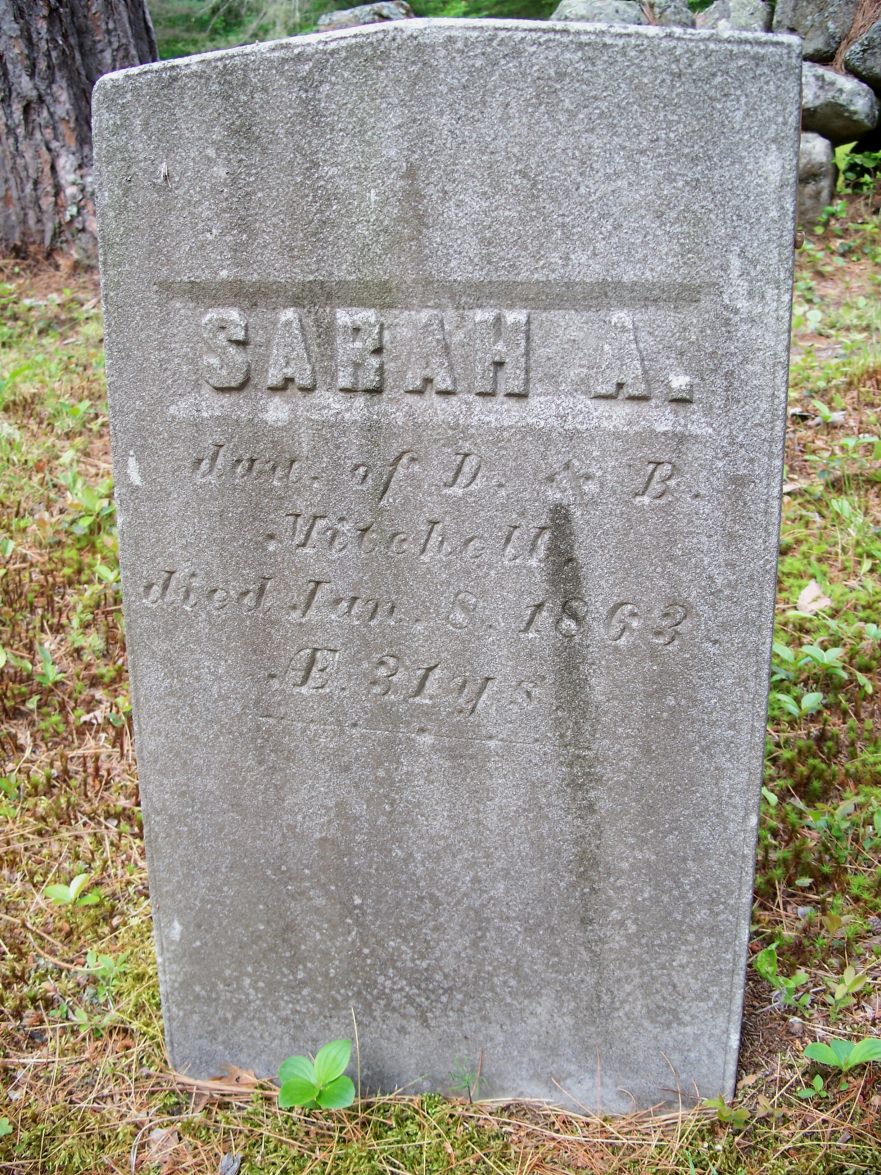 SARAH A.
dau. of D. & B.
Mitchell
died Jan. 8. 1863
Æ. 31 ys